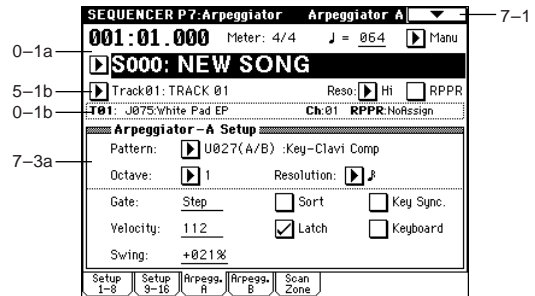 SEQUENCER P7:Arpeggiator Arpeggiator A
7–1
001:01.000 Meter: 4/4 ♩ = 064 Manu
0–1a
S000: NEW SONG
5–1b
Track01: TRACK 01 Reso: Hi RPPR
0–1b
T01: J075:White Pad EP Ch:01 RPPR:NoAssign
Arpeggiator-A Setup
7–3a
Pattern: U027(A/B) :Key-Clavi Comp
Octave: 1 Resolution: ♪
Gate: Step Sort Key Sync.
Velocity: 112 Latch Keyboard
Swing: +021%
Setup 1-8 Setup 9-16 Arpegg. A Arpegg. B Scan Zone